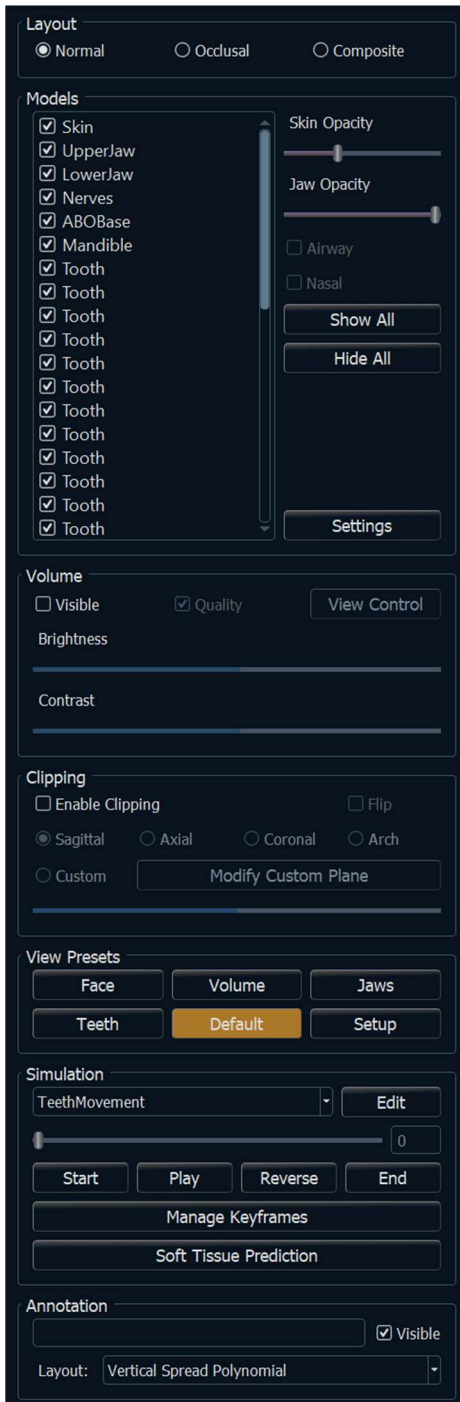 Layout
Normal Occlusal Composite
Models
Skin
UpperJaw
LowerJaw
Nerves
ABOBase
Mandible
Tooth
Tooth
Tooth
Tooth
Tooth
Tooth
Tooth
Tooth
Tooth
Tooth
Tooth
Tooth
Skin Opacity
Jaw Opacity
Airway
Nasal
Show All
Hide All
Settings
Volume
Visible Quality View Control
Brightness
Contrast
Clipping
Enable Clipping Flip
Sagittal Axial Coronal Arch
Custom Modify Custom Plane
View Presets
Face Volume Jaws
Teeth Default Setup
Simulation
TeethMovement Edit
0
Start Play Reverse End
Manage Keyframes
Soft Tissue Prediction
Annotation
Visible
Layout: Vertical Spread Polynomial